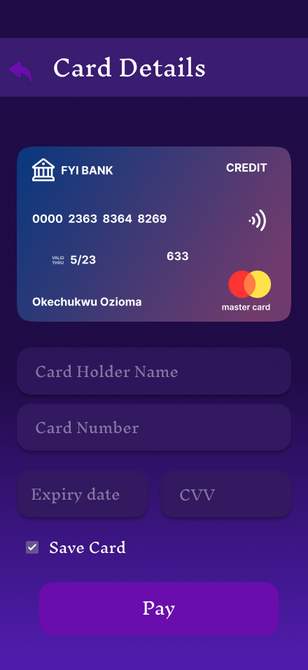 Card Details
FYI BANK
CREDIT
0000 2363 8364 8269
VALID
THRU
5/23
633
Okechukwu Ozioma
master card
Card Holder Name
Card Number
Expiry date
CVV
Save Card
Pay